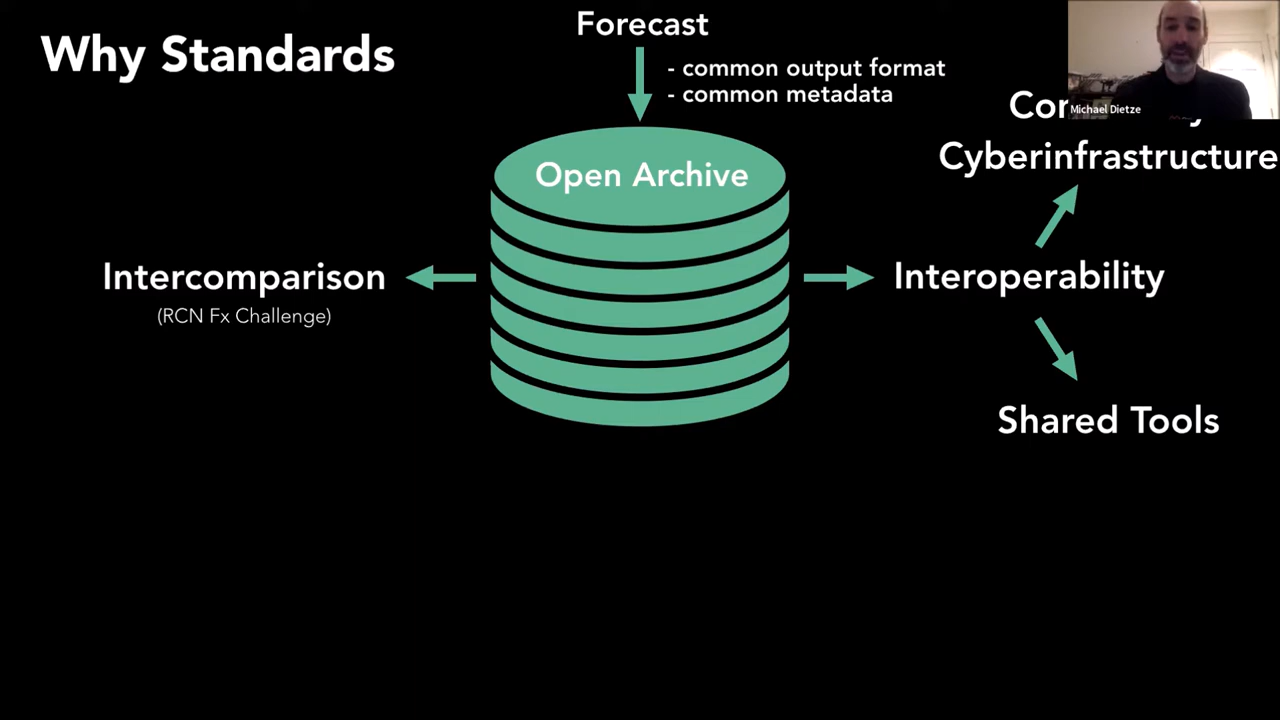 Why Standards
Forecast
- common output format
- common metadata
Michael Dietze
Cyberinfrastructure
Open Archive
Intercomparison
(RCN Fx Challenge)
Interoperability
Shared Tools